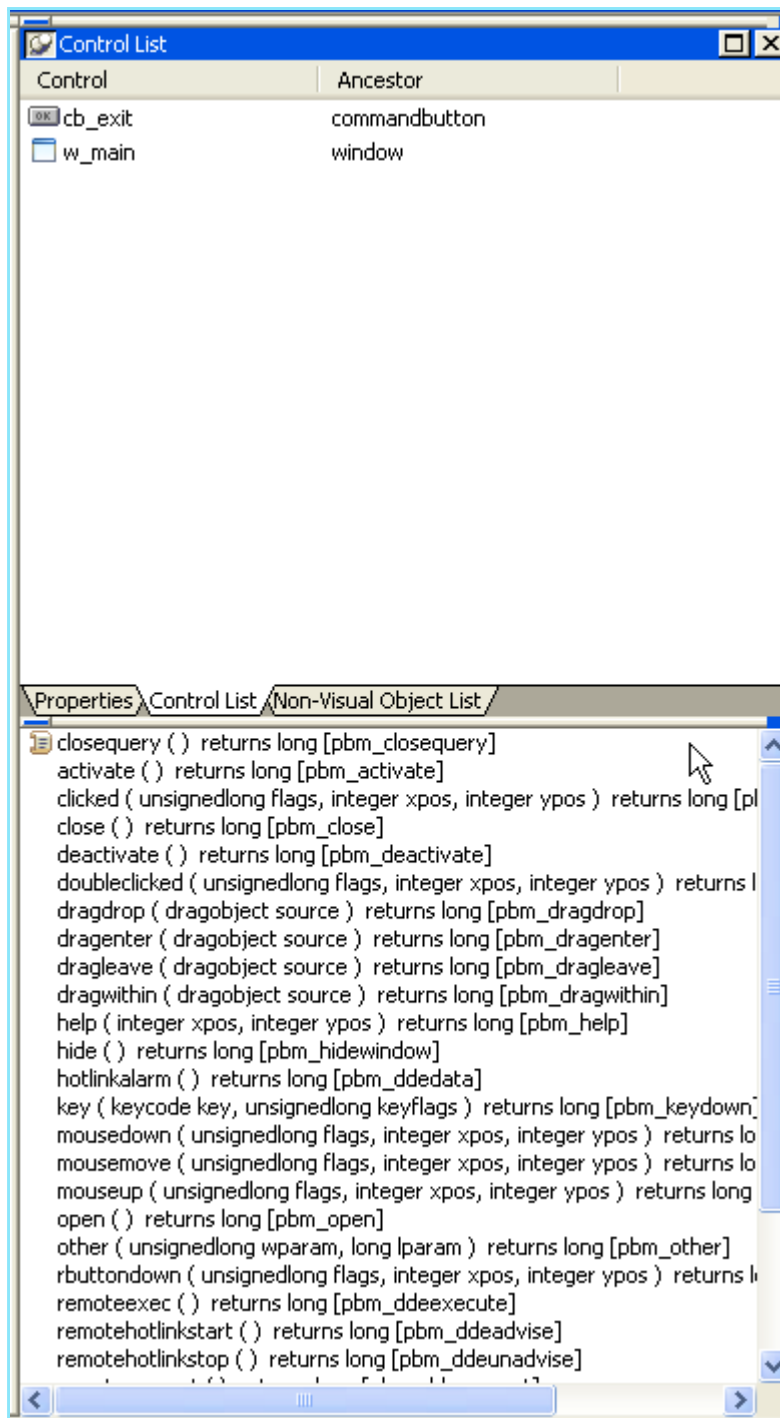 Control List
Control Ancestor
OK cb_exit commandbutton
w_main window
Properties Control List Non-Visual Object List
closequery ( ) returns long [pbm_closequery]
activate ( ) returns long [pbm_activate]
clicked ( unsignedlong flags, integer xpos, integer ypos ) returns long
close ( ) returns long [pbm_close]
deactivate ( ) returns long [pbm_deactivate]
doubleclicked ( unsignedlong flags, integer xpos, integer ypos ) returns
dragdrop ( dragobject source ) returns long [pbm_dragdrop]
dragenter ( dragobject source ) returns long [pbm_dragenter]
dragleave ( dragobject source ) returns long [pbm_dragleave]
dragwithin ( dragobject source ) returns long [pbm_dragwithin]
help ( integer xpos, integer ypos ) returns long [pbm_help]
hide ( ) returns long [pbm_hidewindow]
hotlinkalarm ( ) returns long [pbm_ddedata]
key ( keycode key, unsignedlong keyflags ) returns long [pbm_keydown]
mousedown ( unsignedlong flags, integer xpos, integer ypos ) returns lo
mousemove ( unsignedlong flags, integer xpos, integer ypos ) returns lo
mouseup ( unsignedlong flags, integer xpos, integer ypos ) returns long
open ( ) returns long [pbm_open]
other ( unsignedlong wparam, long lparam ) returns long [pbm_other]
rbuttondown ( unsignedlong flags, integer xpos, integer ypos ) returns
remoteexec ( ) returns long [pbm_ddeexecute]
remotehotlinkstart ( ) returns long [pbm_ddeadvise]
remotehotlinkstop ( ) returns long [pbm_ddeunadvise]